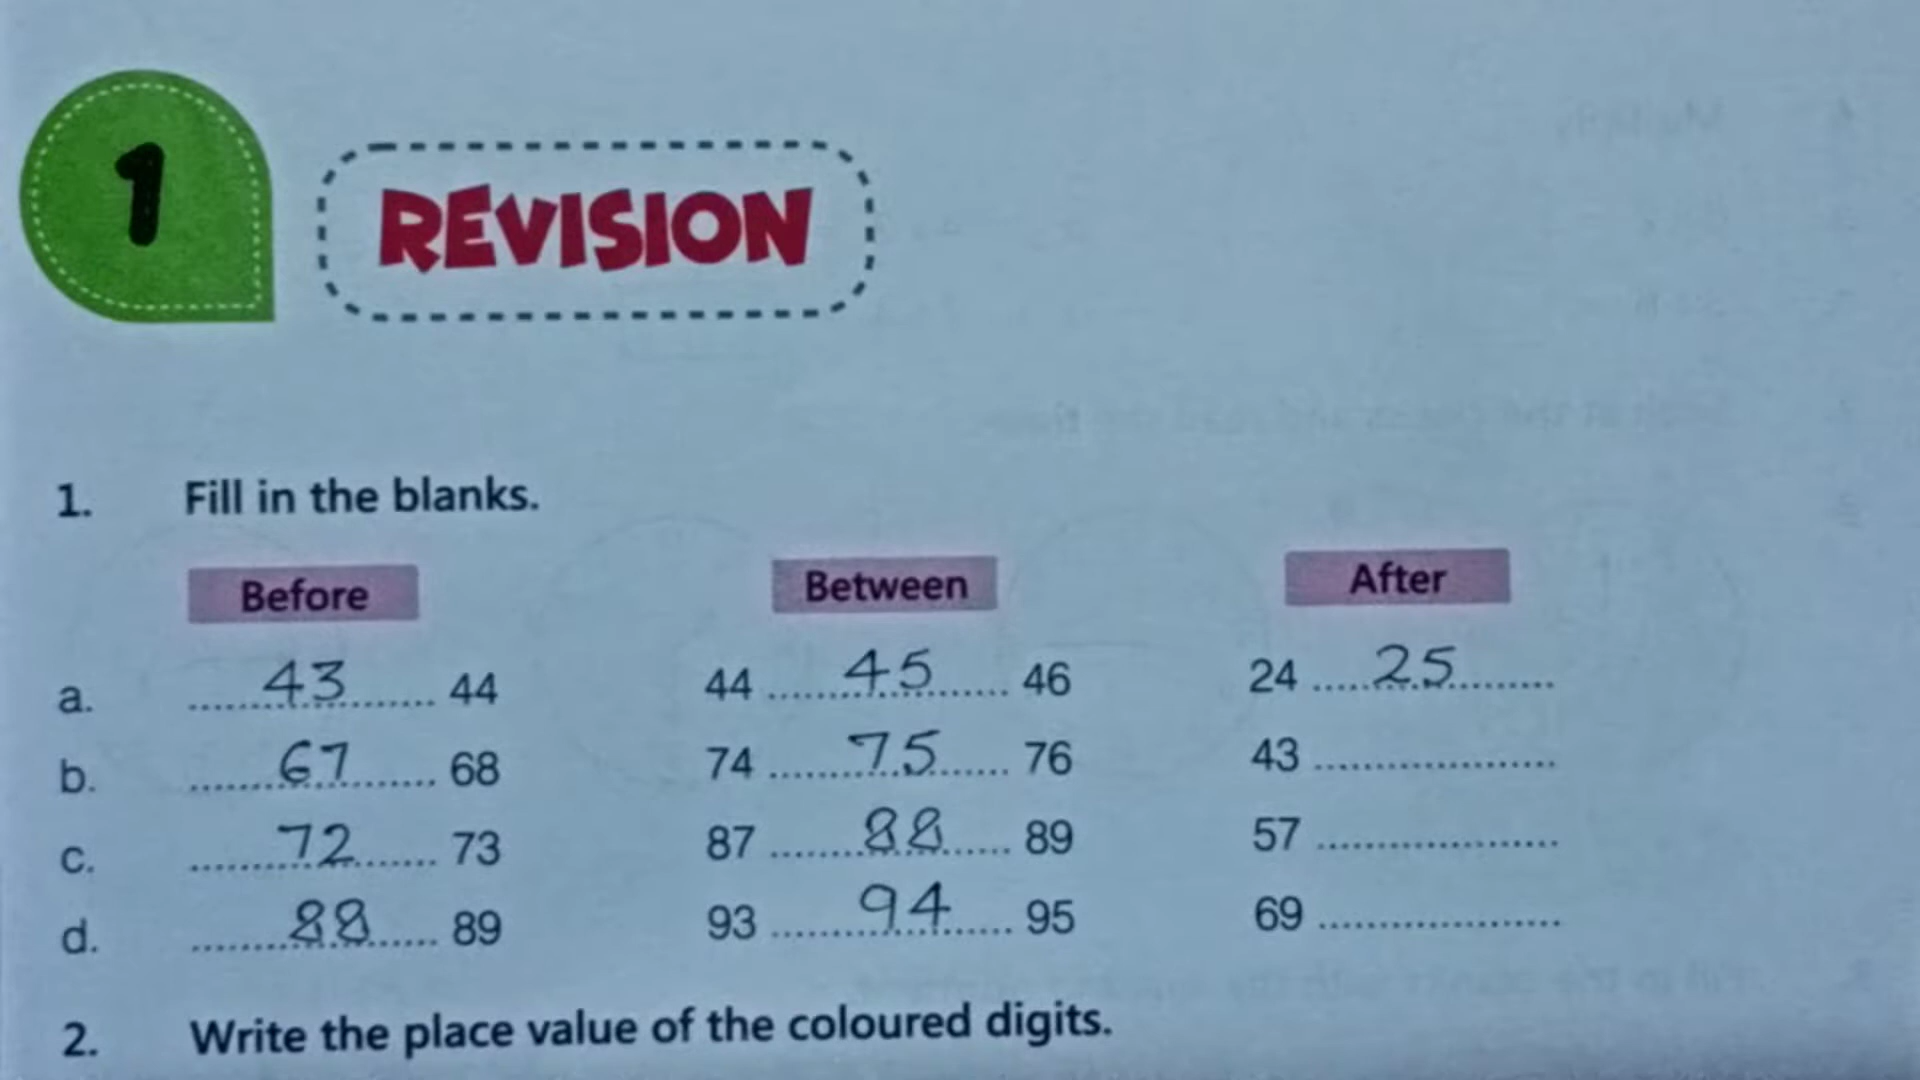 1
REVISION
1. Fill in the blanks.
Before Between After
a. ........43........ 44 44 ........45........ 46 24 ........25........
b. ........67........ 68 74 ........75........ 76 43 ....................
c. ........72........ 73 87 ........88........ 89 57 ....................
d. ........88........ 89 93 ........94........ 95 69 ....................
2. Write the place value of the coloured digits.